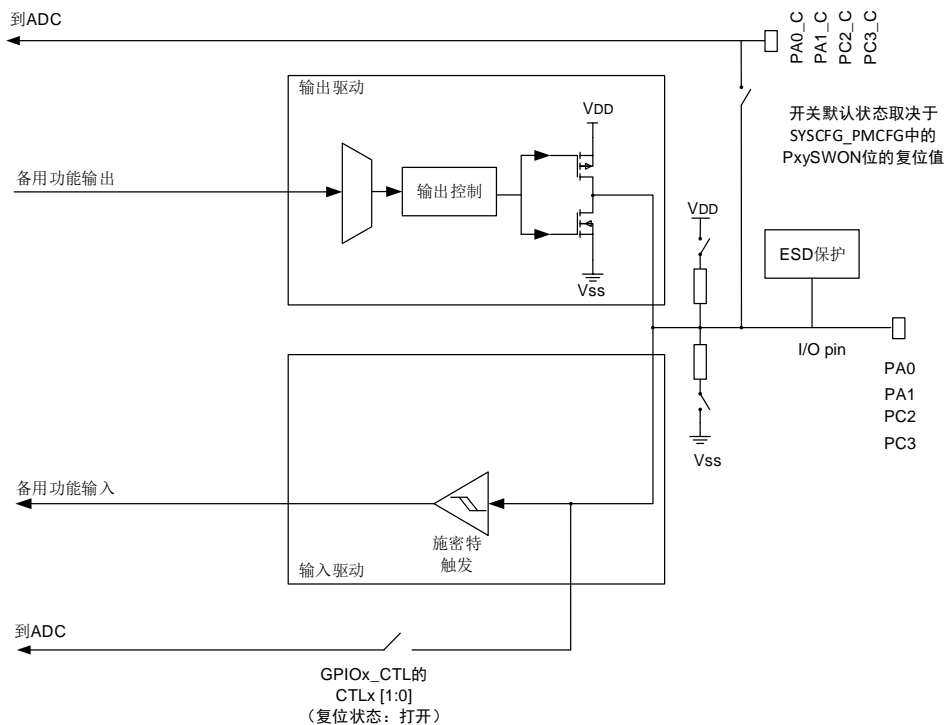 到ADC
PA0_C
PA1_C
PC2_C
PC3_C
输出驱动
VDD
开关默认状态取决于
SYSCFG_PMCFG中的
PxySWON位的复位值
备用功能输出
输出控制
Vss
VDD
ESD保护
I/O pin
PA0
PA1
PC2
PC3
Vss
备用功能输入
施密特
触发
输入驱动
到ADC
GPIOx_CTL的
CTLx [1:0]
（复位状态：打开）